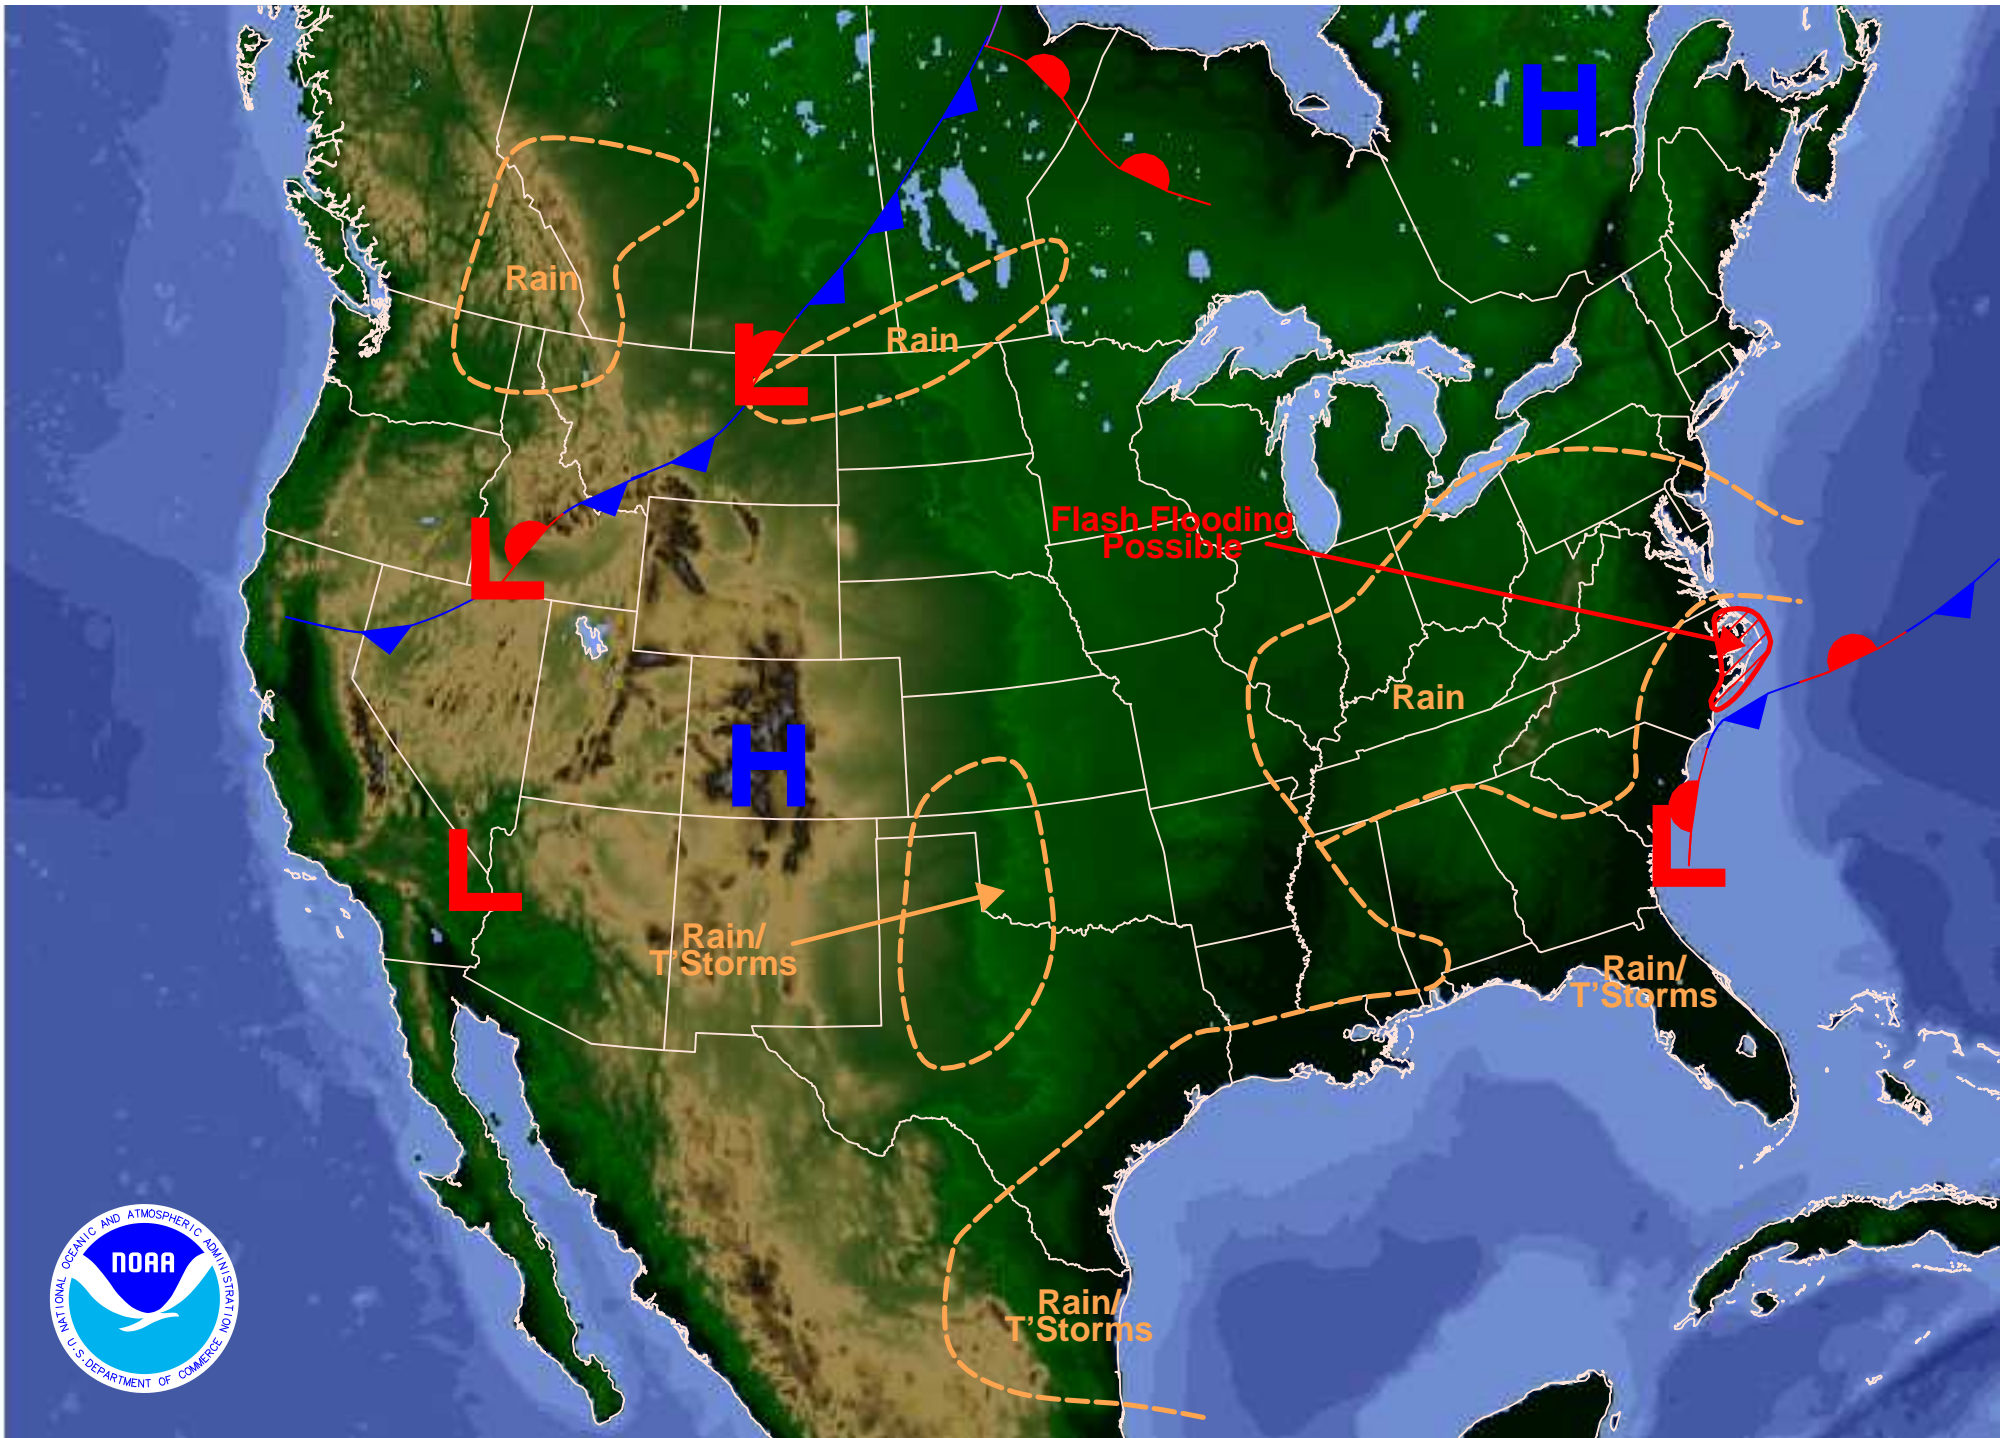 H
Rain
Rain
L
Flash Flooding
Possible
L
Rain
H
L
L
Rain/
T'Storms
Rain/
T'Storms
NATIONAL OCEANIC AND ATMOSPHERIC ADMINISTRATION
NOAA
U.S. DEPARTMENT OF COMMERCE
Rain/
T'Storms